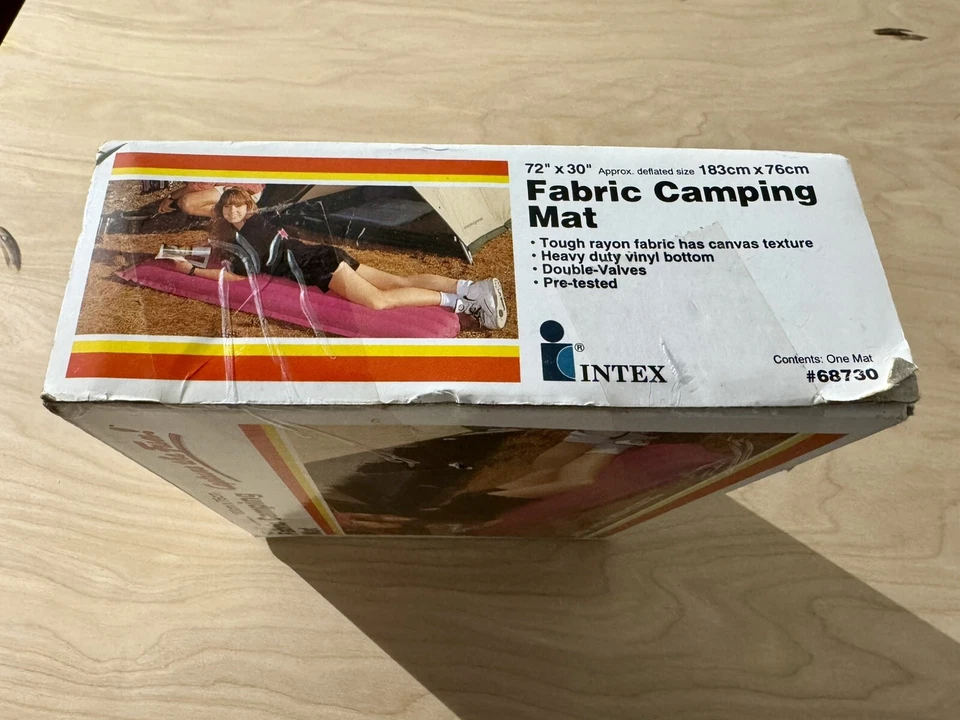 72" x 30" Approx. deflated size 183cm x 76cm
Fabric Camping
Mat
• Tough rayon fabric has canvas texture
• Heavy duty vinyl bottom
• Double-Valves
• Pre-tested
® INTEX
Contents: One Mat
#68730